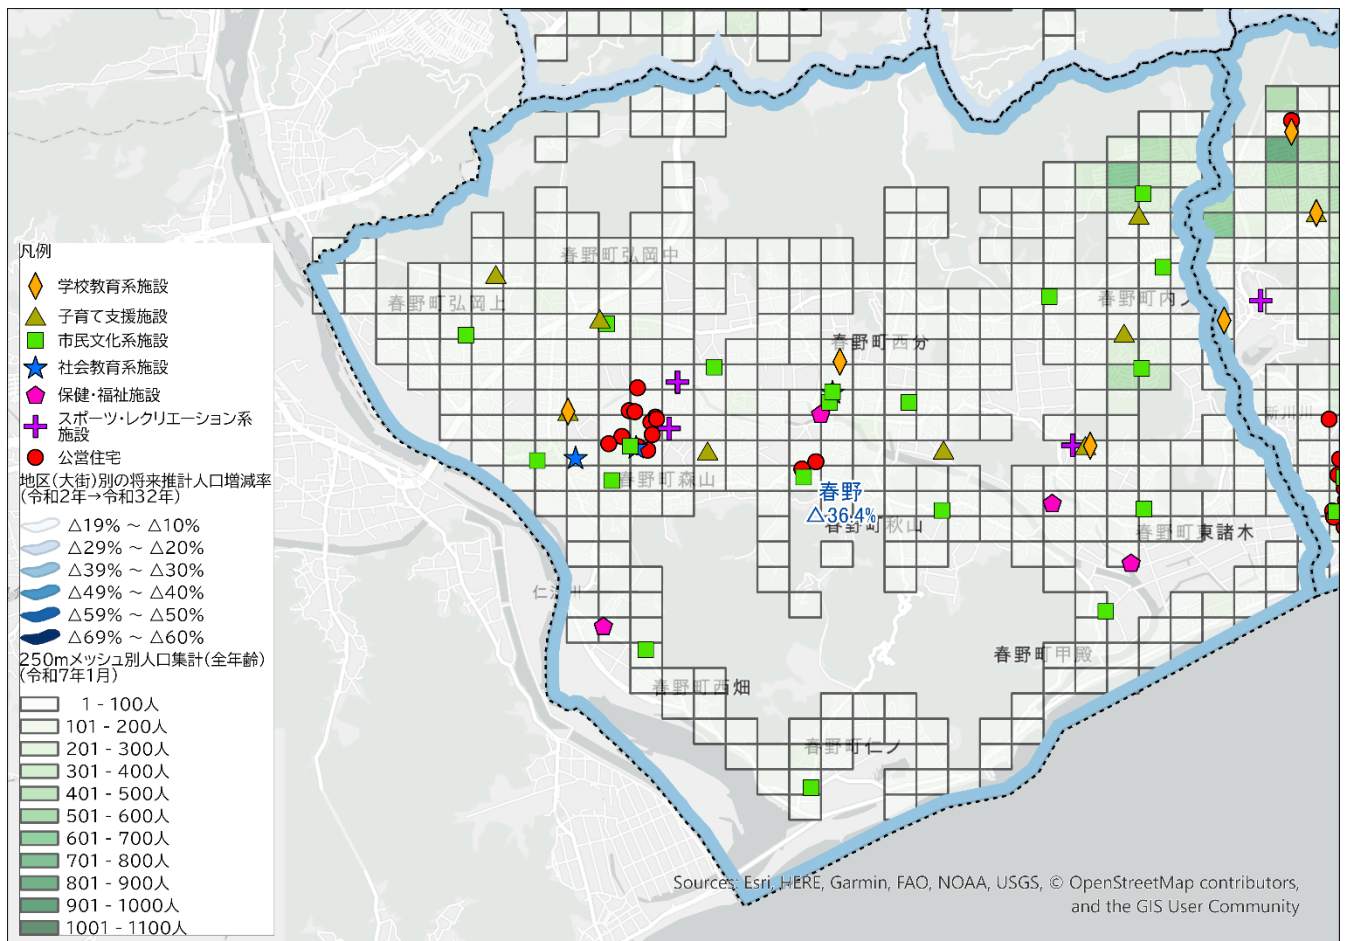 凡例
学校教育系施設
子育て支援施設
市民文化系施設
社会教育系施設
保健・福祉施設
スポーツ・レクリエーション系
施設
公営住宅
地区(大街)別の将来推計人口増減率
(令和2年→令和32年)
△19% ～ △10%
△29% ～ △20%
△39% ～ △30%
△49% ～ △40%
△59% ～ △50%
△69% ～ △60%
250mメッシュ別人口集計(全年齢)
(令和7年1月)
1 - 100人
101 - 200人
201 - 300人
301 - 400人
401 - 500人
501 - 600人
601 - 700人
701 - 800人
801 - 900人
901 - 1000人
1001 - 1100人
春野町弘岡中
春野町弘岡上
春野町内ノ
春野町西分
新川川
春野町森山
春野
△36.4%
春野町秋山
春野町東諸木
仁淀川
春野町甲殿
春野町西畑
春野町仁ノ
Sources: Esri, HERE, Garmin, FAO, NOAA, USGS, © OpenStreetMap contributors,
and the GIS User Community